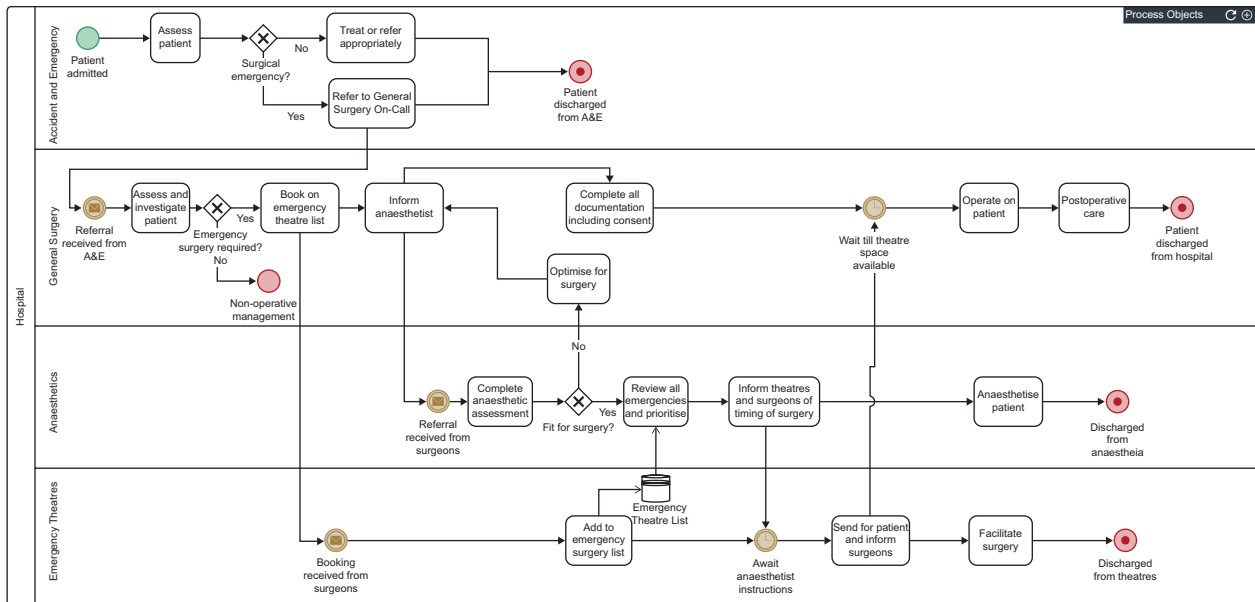 Process Objects
Hospital
Accident and Emergency
Patient
admitted
Assess
patient
Surgical
emergency?
No
Yes
Treat or refer
appropriately
Refer to General
Surgery On-Call
Patient
discharged
from A&E
General Surgery
Referral
received from
A&E
Assess and
investigate
patient
Emergency
surgery required?
Yes
No
Non-operative
management
Book on
emergency
theatre list
Inform
anaesthetist
Complete all
documentation
including consent
Optimise for
surgery
Wait till theatre
space
available
Operate on
patient
Postoperative
care
Patient
discharged
from hospital
Anaesthetics
Referral
received from
surgeons
Complete
anaesthetic
assessment
Fit for surgery?
No
Yes
Review all
emergencies
and prioritise
Inform theatres
and surgeons of
timing of surgery
Anaesthetise
patient
Discharged
from
anaestheia
Emergency Theatres
Booking
received from
surgeons
Add to
emergency
surgery list
Emergency
Theatre List
Await
anaesthetist
instructions
Send for patient
and inform
surgeons
Facilitate
surgery
Discharged
from theatres